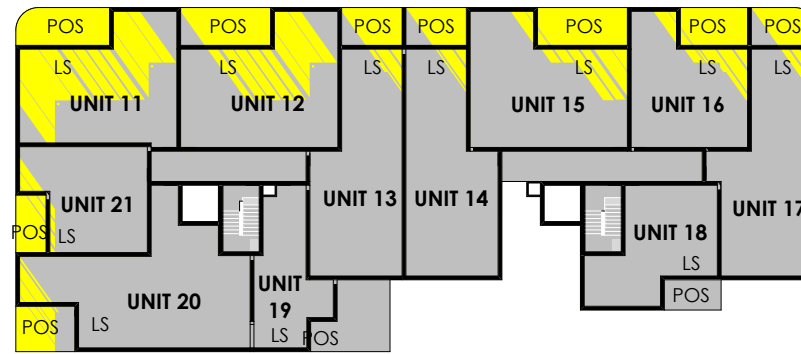 POS POS POS POS POS POS POS
LS LS LS LS LS LS LS
UNIT 11 UNIT 12 UNIT 15 UNIT 16
UNIT 21 UNIT 13 UNIT 14 UNIT 17
POS LS UNIT 18
LS
UNIT 20 UNIT
19
POS
POS LS LS POS